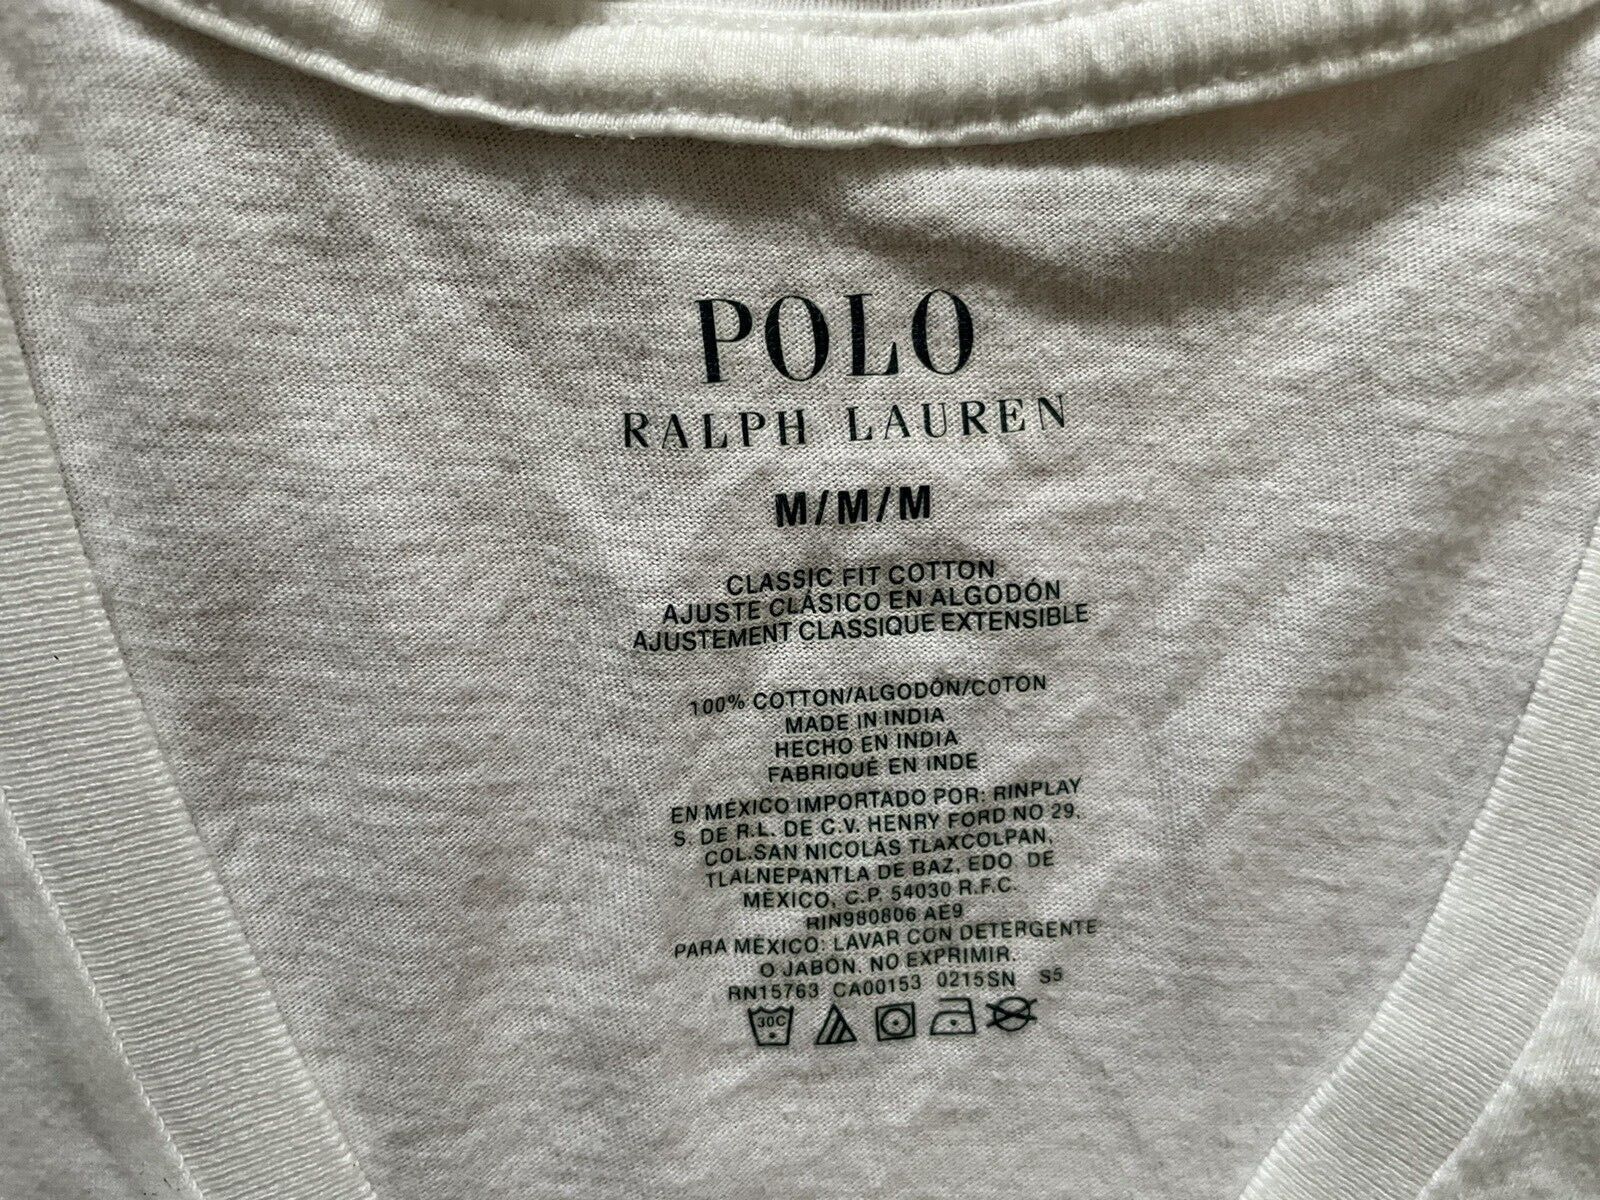 POLO
RALPH LAUREN
M/M/M
CLASSIC FIT COTTON
AJUSTE CLÁSICO EN ALGODÓN
AJUSTEMENT CLASSIQUE EXTENSIBLE
100% COTTON/ALGODÓN/COTON
MADE IN INDIA
HECHO EN INDIA
FABRIQUÉ EN INDE
EN MÉXICO IMPORTADO POR: RINPLAY
S. DE R.L. DE C.V. HENRY FORD NO 29,
COL.SAN NICOLÁS TLAXCOLPAN,
TLALNEPANTLA DE BAZ, EDO DE
MÉXICO, C.P. 54030 R.F.C.
RIN980806 AE9
PARA MÉXICO: LAVAR CON DETERGENTE
O JABÓN. NO EXPRIMIR.
RN15763 CA00153 0215SN S5
30C